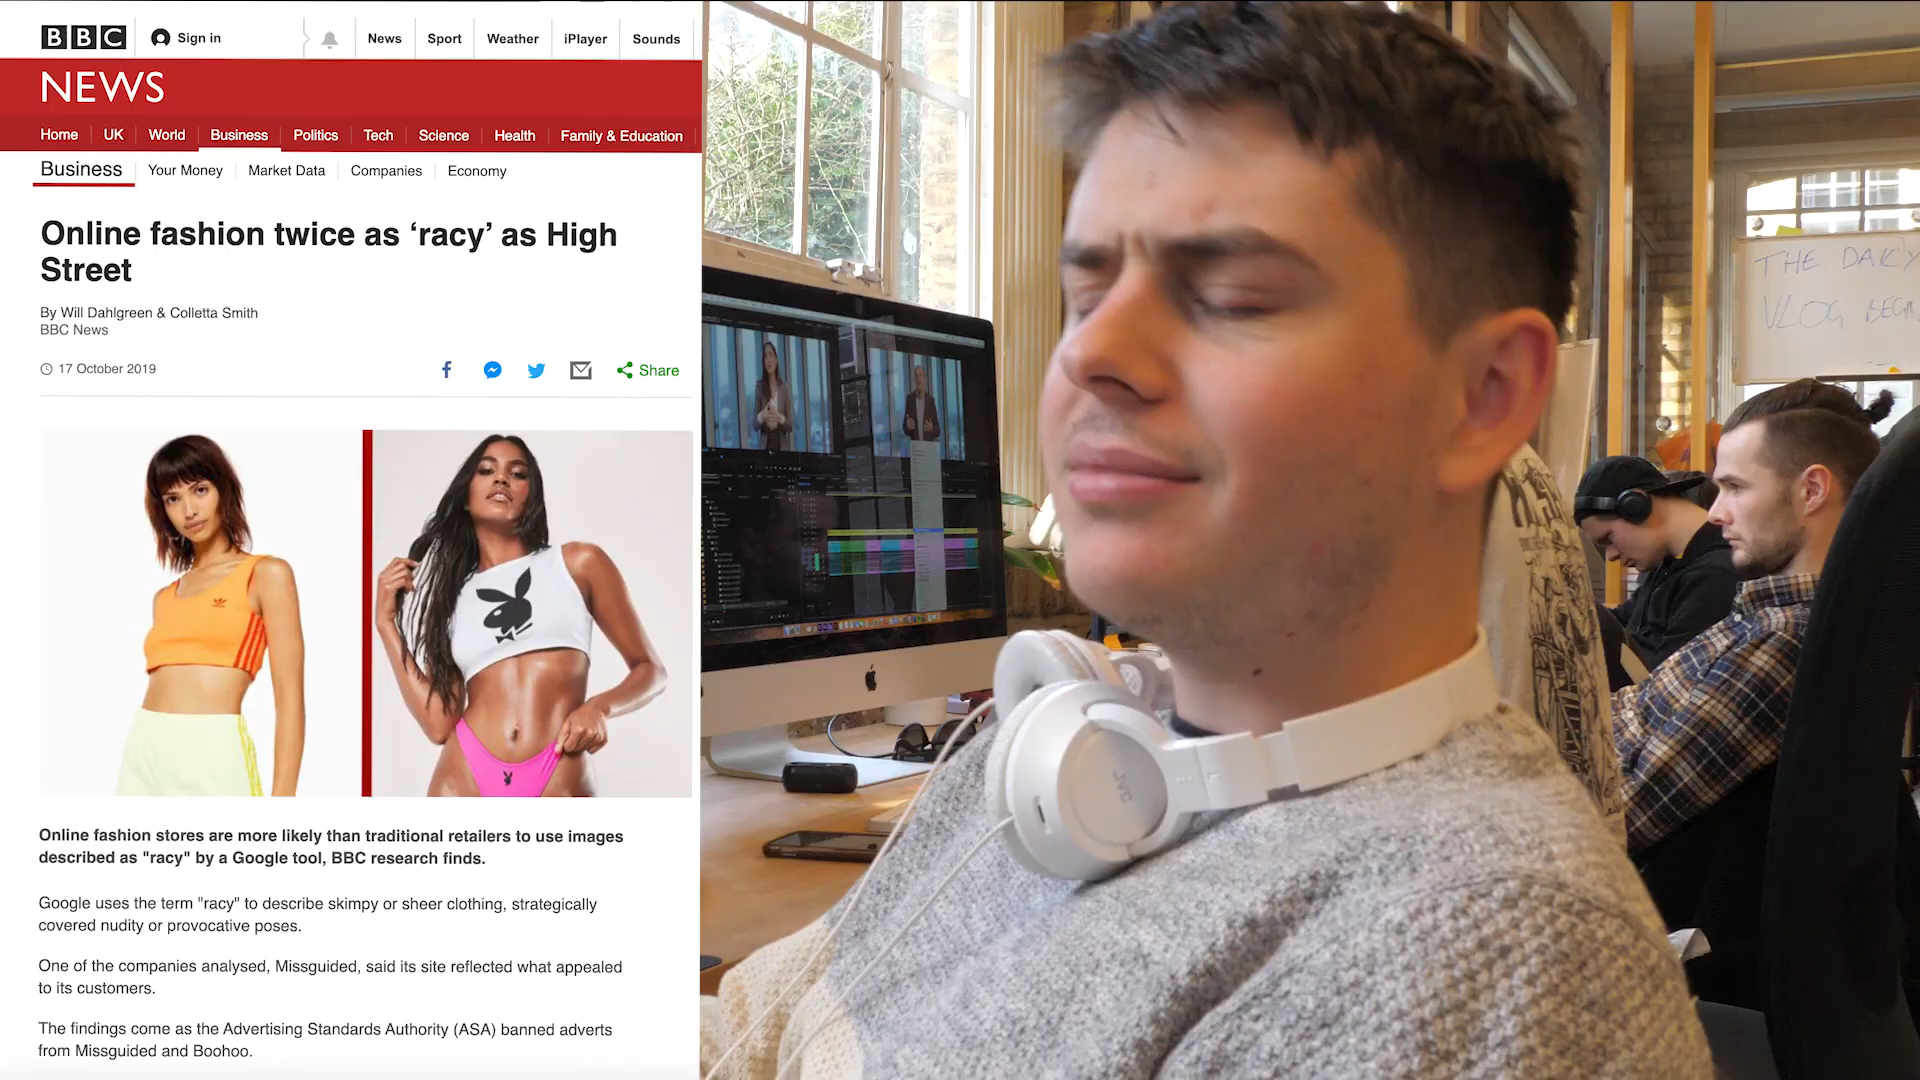 BBC
Sign in
News
Sport
Weather
iPlayer
Sounds
NEWS
Home
UK
World
Business
Politics
Tech
Science
Health
Family & Education
Business
Your Money
Market Data
Companies
Economy
Online fashion twice as ‘racy’ as High
Street
By Will Dahlgreen & Colletta Smith
BBC News
17 October 2019
Share
Online fashion stores are more likely than traditional retailers to use images
described as "racy" by a Google tool, BBC research finds.
Google uses the term "racy" to describe skimpy or sheer clothing, strategically
covered nudity or provocative poses.
One of the companies analysed, Missguided, said its site reflected what appealed
to its customers.
The findings come as the Advertising Standards Authority (ASA) banned adverts
from Missguided and Boohoo.
JVC
THE DAILY
VLOG